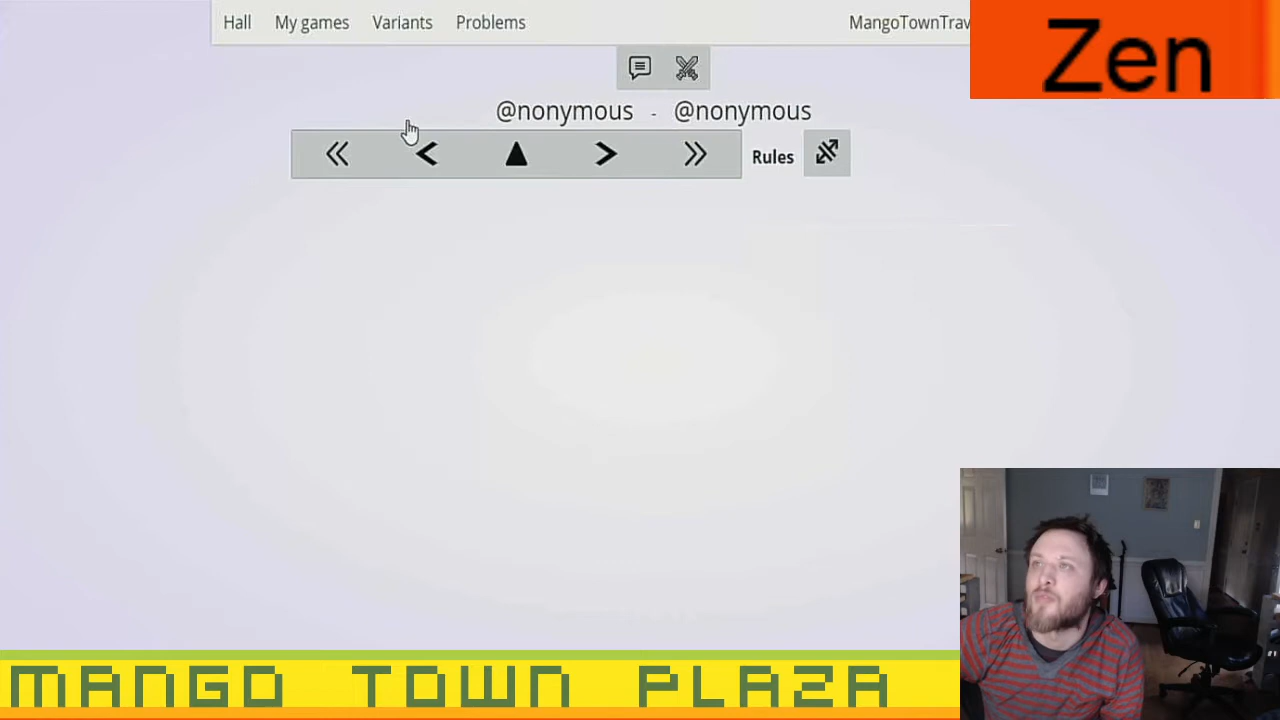 Hall My games Variants Problems MangoTownTrav
Zen
@nonymous - @nonymous
Rules
MANGO TOWN PLAZA